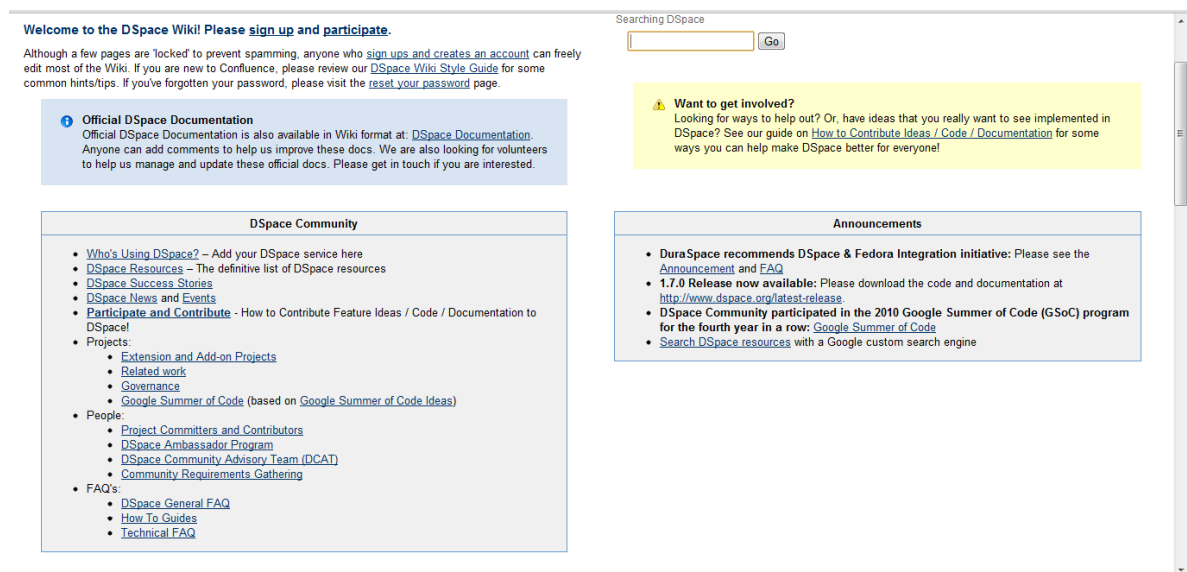 Welcome to the DSpace Wiki! Please sign up and participate.
Although a few pages are 'locked' to prevent spamming, anyone who sign ups and creates an account can freely
edit most of the Wiki. If you are new to Confluence, please review our DSpace Wiki Style Guide for some
common hints/tips. If you've forgotten your password, please visit the reset your password page.
Official DSpace Documentation
Official DSpace Documentation is also available in Wiki format at: DSpace Documentation.
Anyone can add comments to help us improve these docs. We are also looking for volunteers
to help us manage and update these official docs. Please get in touch if you are interested.
DSpace Community
• Who's Using DSpace? – Add your DSpace service here
• DSpace Resources – The definitive list of DSpace resources
• DSpace Success Stories
• DSpace News and Events
• Participate and Contribute - How to Contribute Feature Ideas / Code / Documentation to
DSpace!
• Projects:
• Extension and Add-on Projects
• Related work
• Governance
• Google Summer of Code (based on Google Summer of Code Ideas)
• People:
• Project Committers and Contributors
• DSpace Ambassador Program
• DSpace Community Advisory Team (DCAT)
• Community Requirements Gathering
• FAQ's:
• DSpace General FAQ
• How To Guides
• Technical FAQ
Searching DSpace
Go
Want to get involved?
Looking for ways to help out? Or, have ideas that you really want to see implemented in
DSpace? See our guide on How to Contribute Ideas / Code / Documentation for some
ways you can help make DSpace better for everyone!
Announcements
• DuraSpace recommends DSpace & Fedora Integration initiative: Please see the
Announcement and FAQ
• 1.7.0 Release now available: Please download the code and documentation at
http://www.dspace.org/latest-release.
• DSpace Community participated in the 2010 Google Summer of Code (GSoC) program
for the fourth year in a row: Google Summer of Code
• Search DSpace resources with a Google custom search engine